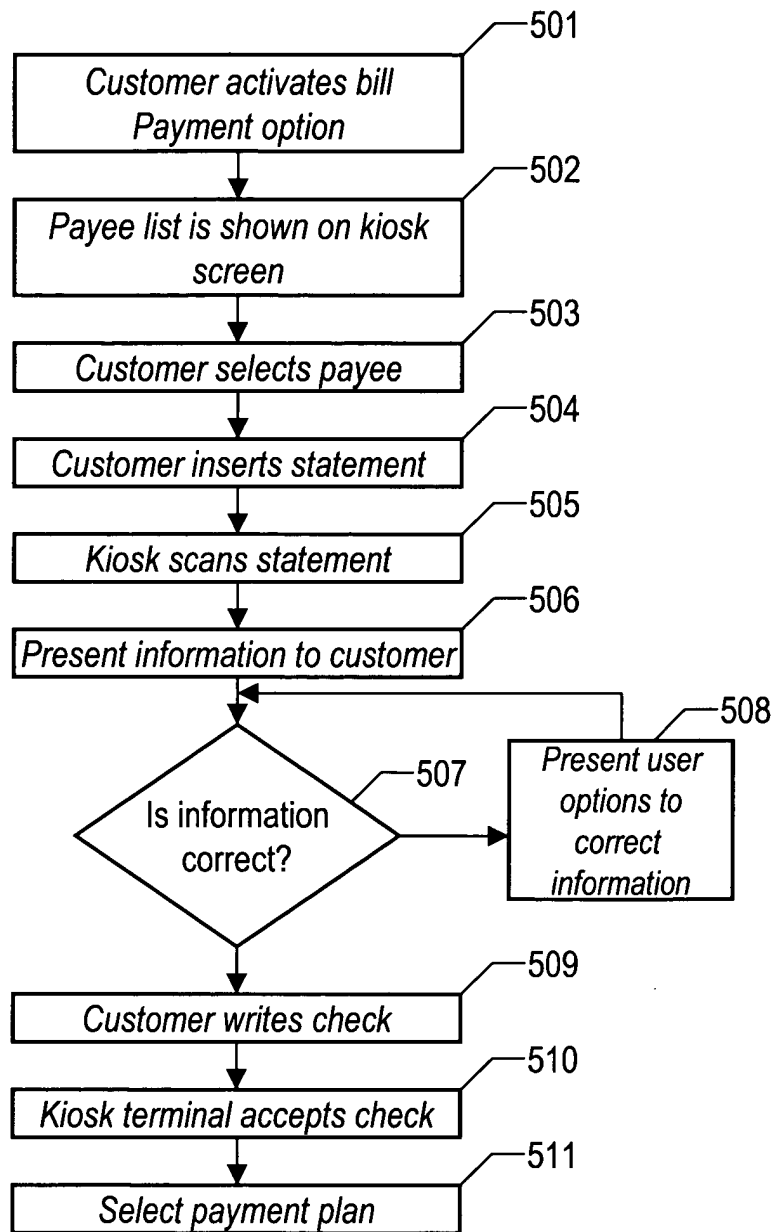 501
Customer activates bill
Payment option
502
Payee list is shown on kiosk
screen
503
Customer selects payee
504
Customer inserts statement
505
Kiosk scans statement
506
Present information to customer
507
Is information
correct?
508
Present user
options to
correct
information
509
Customer writes check
510
Kiosk terminal accepts check
511
Select payment plan